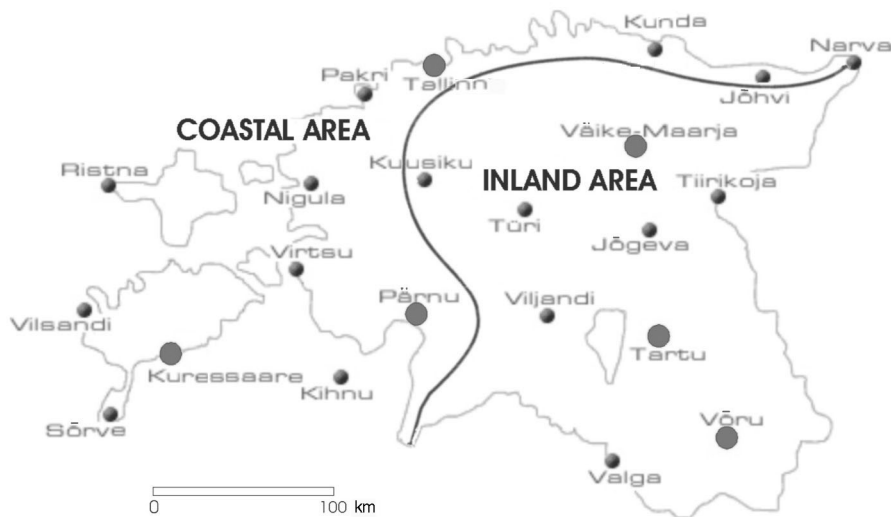 Kunda
Narva
Pakri
Tallinn
Jõhvi
COASTAL AREA
Väike-Maarja
Ristna
Kuusiku
INLAND AREA
Tiirikoja
Nigula
Türi
Jõgeva
Virtsu
Pärnu
Viljandi
Vilsandi
Tartu
Kuressaare
Kihnu
Sõrve
Võru
Valga
0 100 km